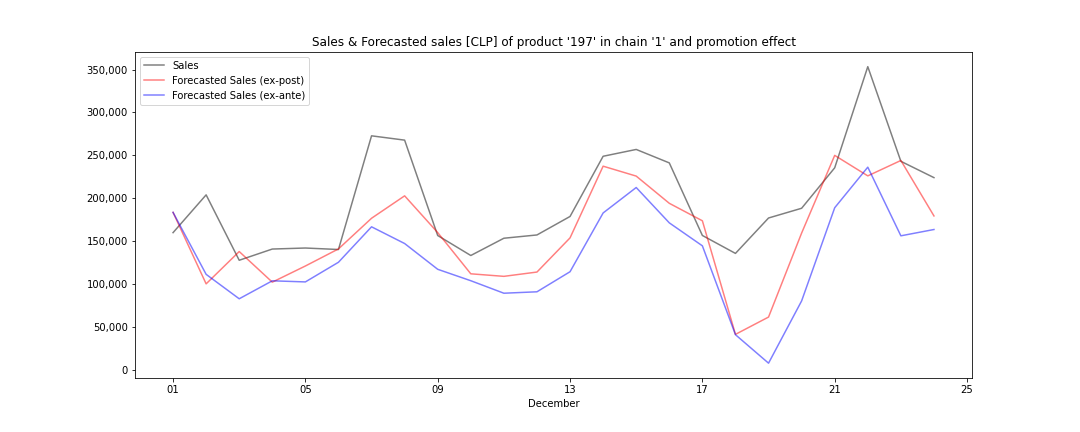 Sales & Forecasted sales [CLP] of product '197' in chain '1' and promotion effect
Sales
Forecasted Sales (ex-post)
Forecasted Sales (ex-ante)
350,000
300,000
250,000
200,000
150,000
100,000
50,000
0
01 05 09 13 17 21 25
December